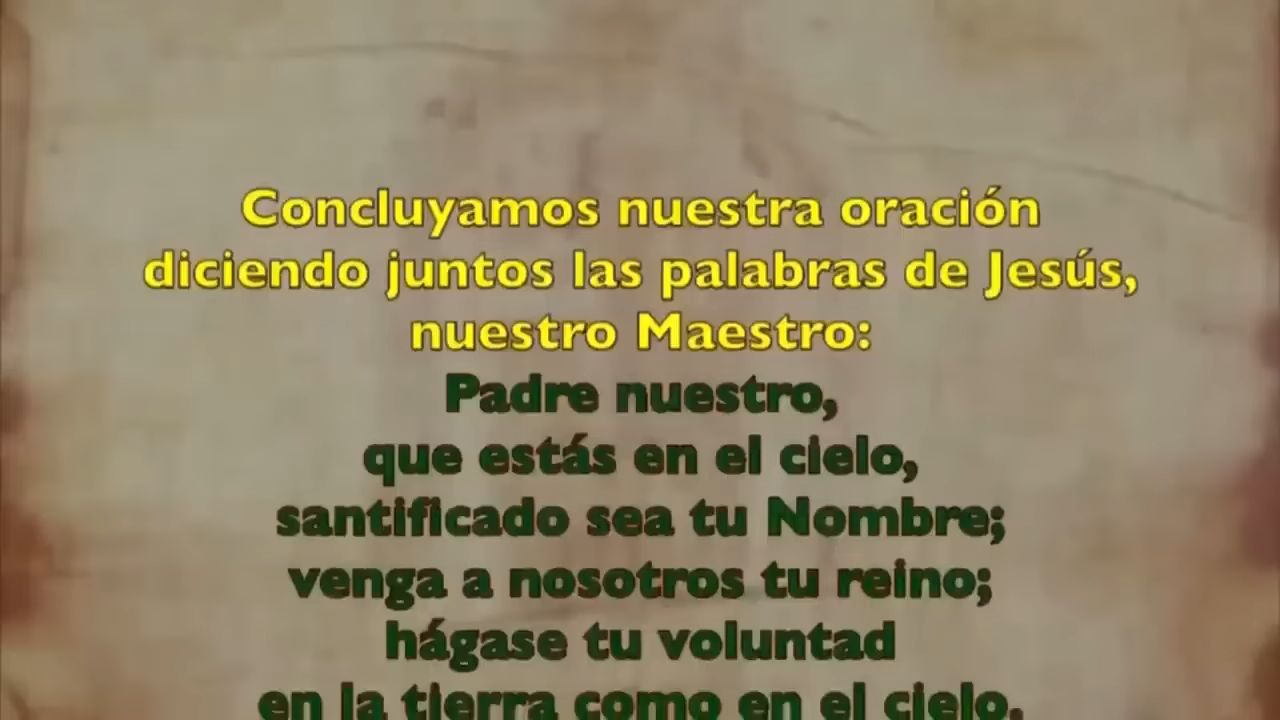 Concluyamos nuestra oración
diciendo juntos las palabras de Jesús,
nuestro Maestro:
Padre nuestro,
que estás en el cielo,
santificado sea tu Nombre;
venga a nosotros tu reino;
hágase tu voluntad
en la tierra como en el cielo.